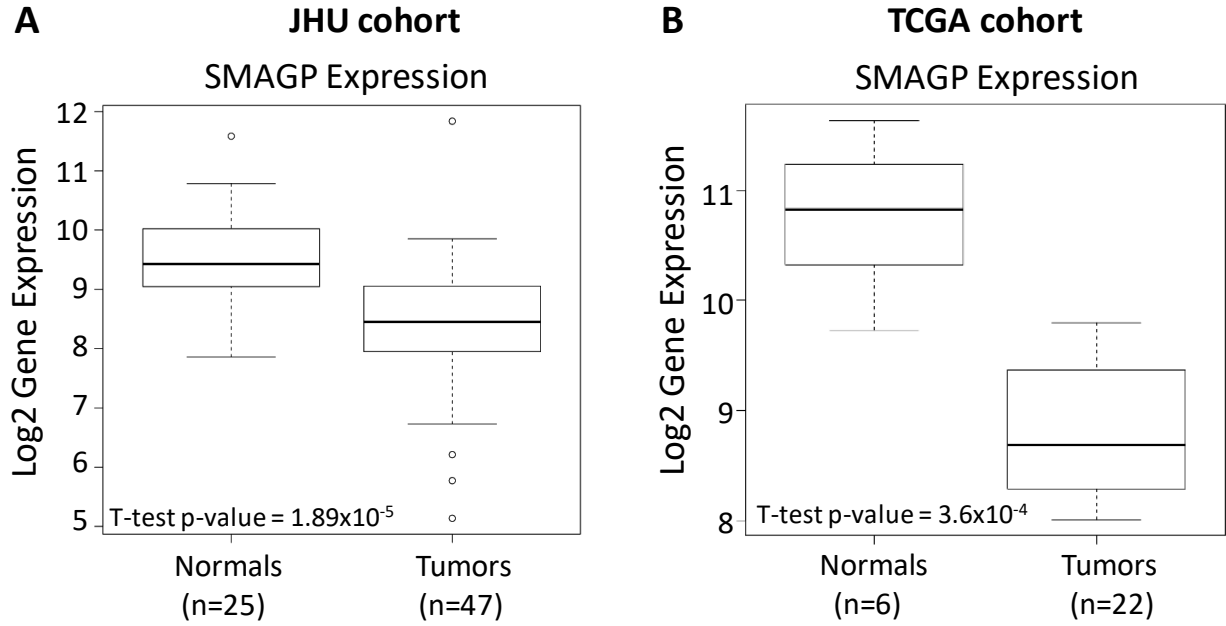 A
JHU cohort
SMAGP Expression
Log2 Gene Expression
12
11
10
9
8
7
6
5
T-test p-value = 1.89x10⁻⁵
Normals
(n=25)
Tumors
(n=47)
B
TCGA cohort
SMAGP Expression
Log2 Gene Expression
11
10
9
8
T-test p-value = 3.6x10⁻⁴
Normals
(n=6)
Tumors
(n=22)